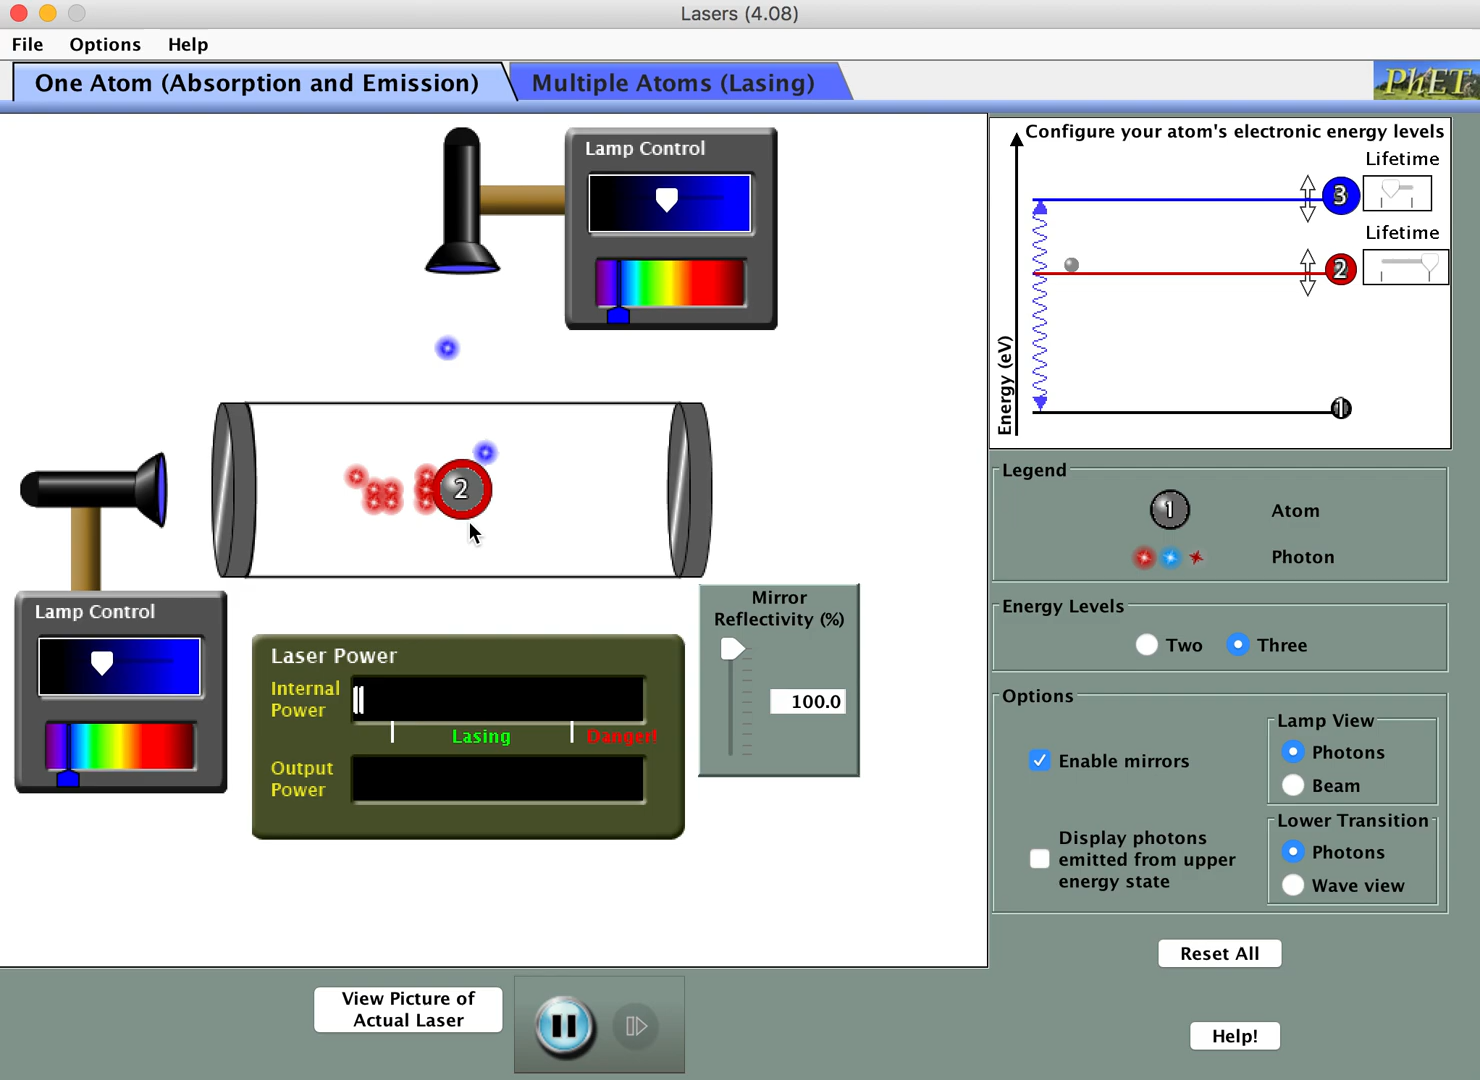 Lasers (4.08)
File Options Help
One Atom (Absorption and Emission) Multiple Atoms (Lasing)
PhET
Lamp Control
Configure your atom's electronic energy levels
Lifetime
3
Lifetime
2
Energy (eV)
1
2
Lamp Control
Legend
1 Atom
Photon
Energy Levels
Two Three
Mirror
Reflectivity (%)
100.0
Laser Power
Internal
Power
Lasing Danger!
Output
Power
Options
Enable mirrors
Display photons
emitted from upper
energy state
Lamp View
Photons
Beam
Lower Transition
Photons
Wave view
Reset All
View Picture of
Actual Laser
Help!